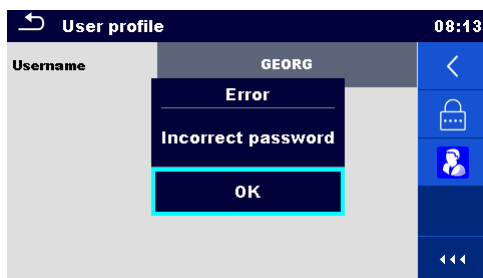 User profile
08:13
Username
GEORG
Error
Incorrect password
OK